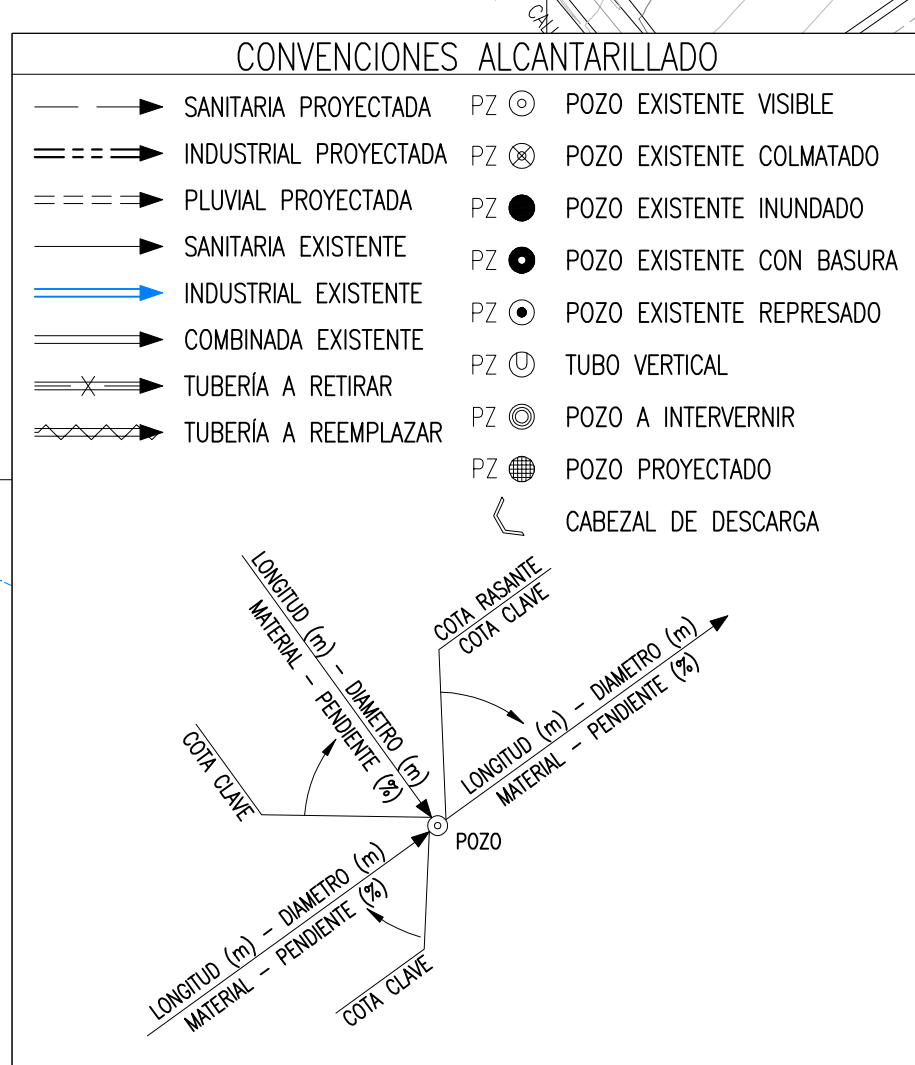 CALL
CONVENCIONES ALCANTARILLADO
SANITARIA PROYECTADA
INDUSTRIAL PROYECTADA
PLUVIAL PROYECTADA
SANITARIA EXISTENTE
INDUSTRIAL EXISTENTE
COMBINADA EXISTENTE
TUBERÍA A RETIRAR
TUBERÍA A REEMPLAZAR
PZ POZO EXISTENTE VISIBLE
PZ POZO EXISTENTE COLMATADO
PZ POZO EXISTENTE INUNDADO
PZ POZO EXISTENTE CON BASURA
PZ POZO EXISTENTE REPRESADO
PZ TUBO VERTICAL
PZ POZO A INTERVERNIR
PZ POZO PROYECTADO
CABEZAL DE DESCARGA
LONGITUD (m) - DIAMETRO (m)
MATERIAL - PENDIENTE (%)
COTA RASANTE
COTA CLAVE
LONGITUD (m) - DIAMETRO (m)
MATERIAL - PENDIENTE (%)
COTA CLAVE
POZO
LONGITUD (m) - DIAMETRO (m)
MATERIAL - PENDIENTE (%)
COTA CLAVE